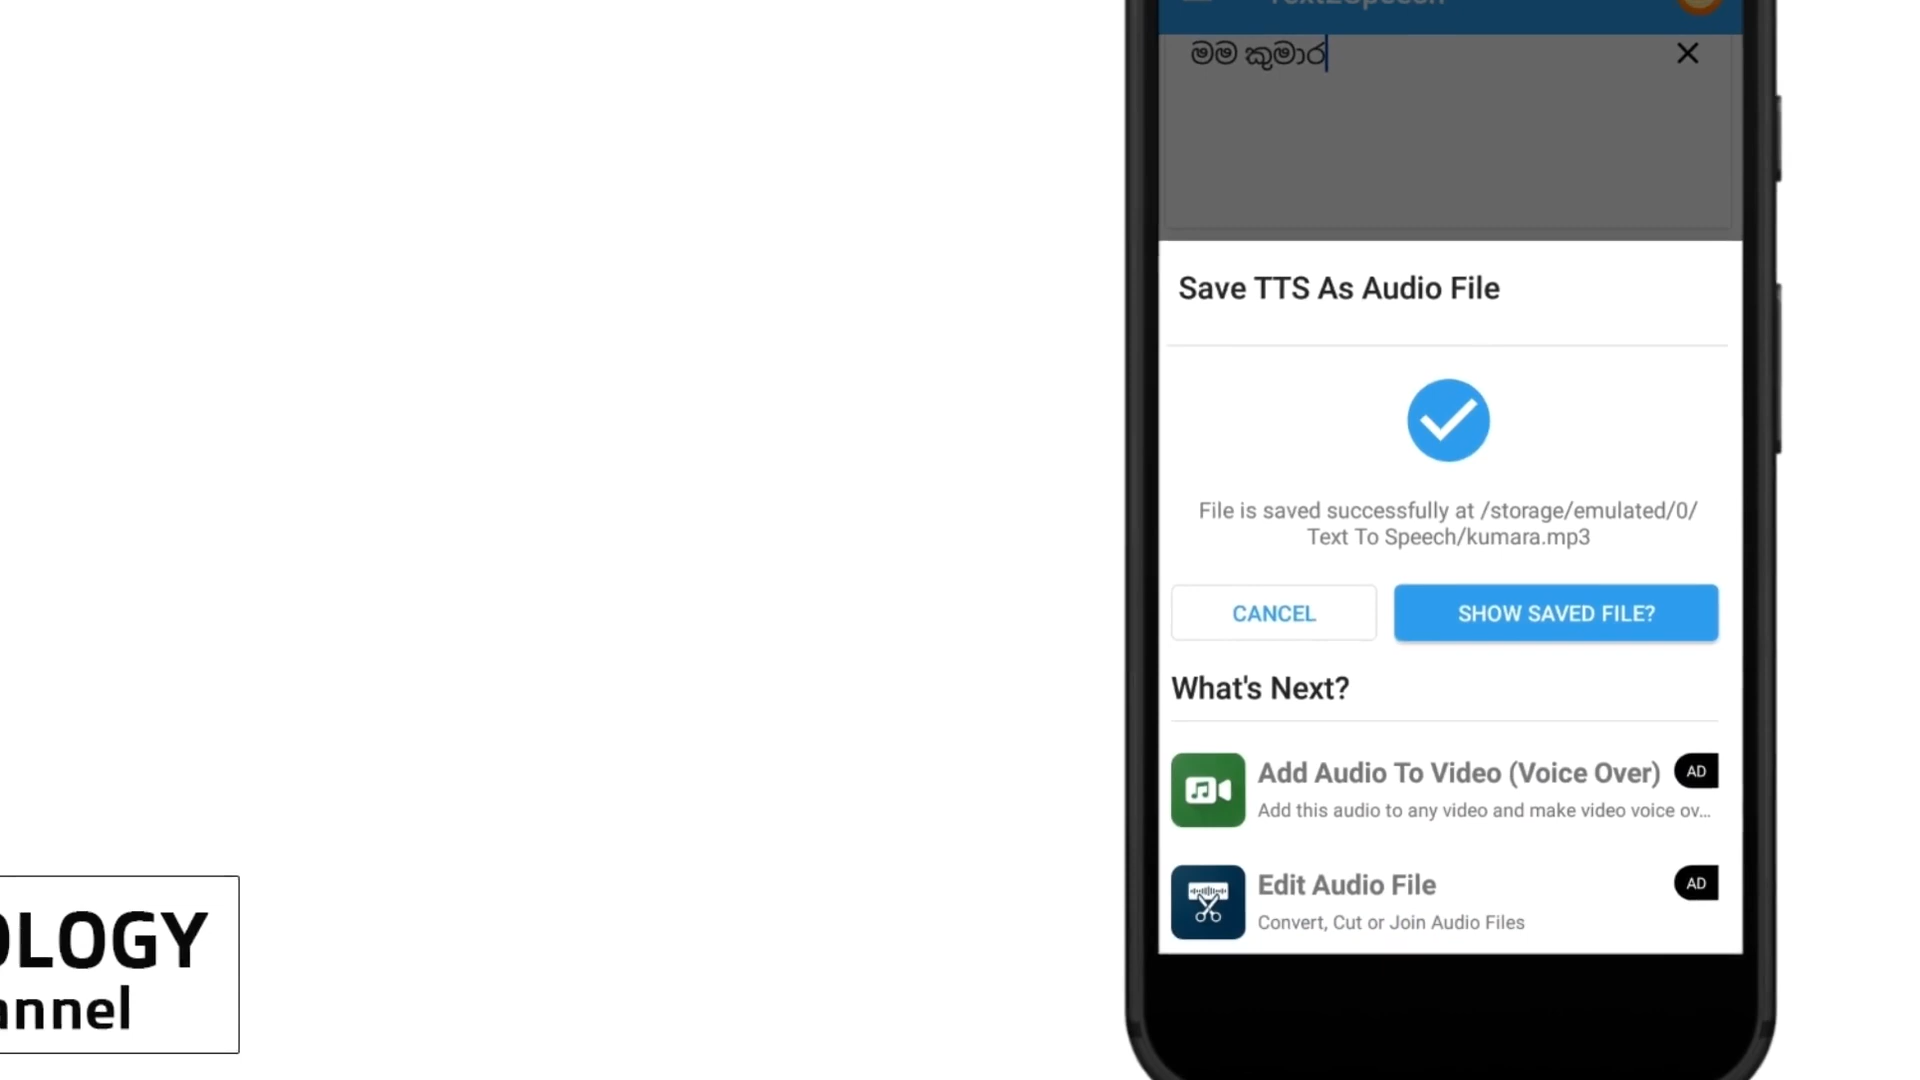 Text2Speech
මම කුමාර
Save TTS As Audio File
File is saved successfully at /storage/emulated/0/
Text To Speech/kumara.mp3
CANCEL
SHOW SAVED FILE?
What's Next?
Add Audio To Video (Voice Over)
AD
Add this audio to any video and make video voice ov...
Edit Audio File
AD
Convert, Cut or Join Audio Files
OLOGY
annel